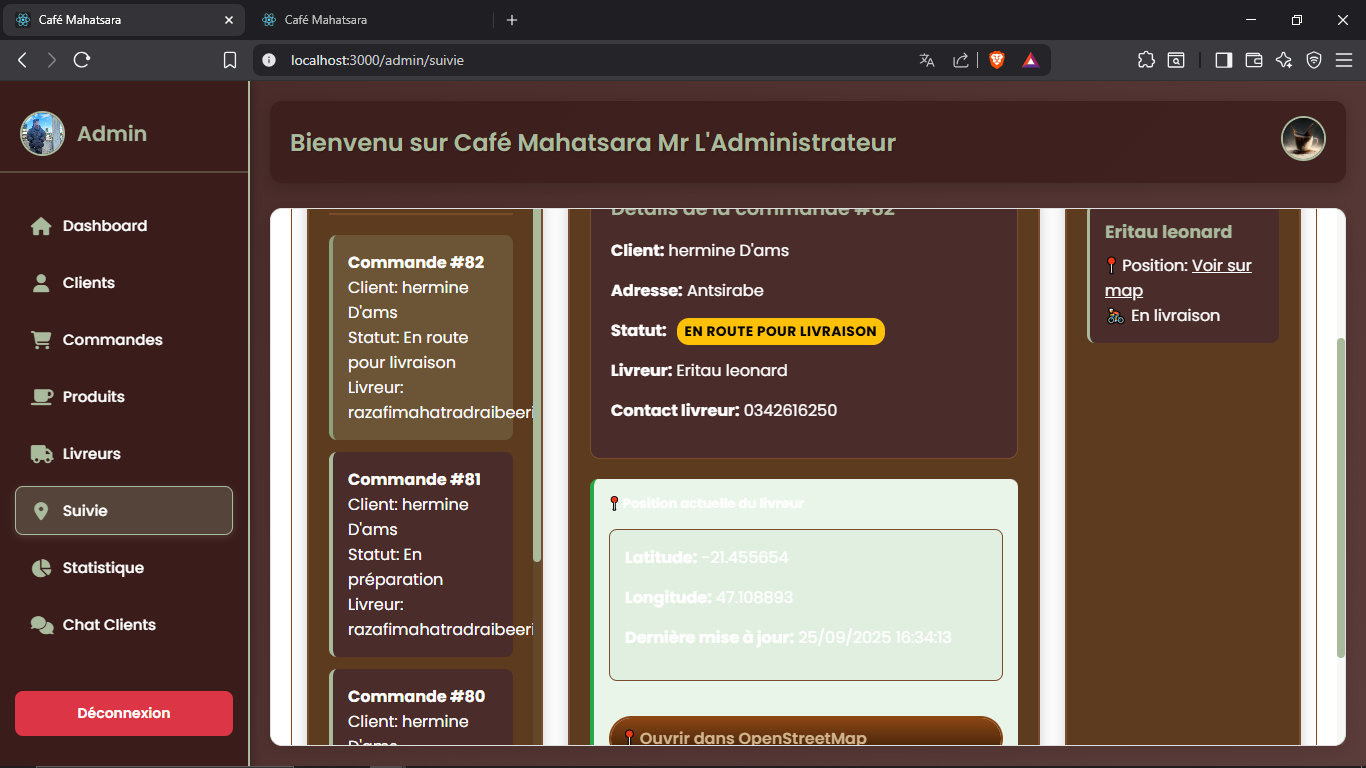 Café Mahatsara
Café Mahatsara
localhost:3000/admin/suivie
Admin
Dashboard
Clients
Commandes
Produits
Livreurs
Suivie
Statistique
Chat Clients
Déconnexion
Bienvenu sur Café Mahatsara Mr L'Administrateur
Commande #82
Client: hermine
D'ams
Statut: En route
pour livraison
Livreur:
razafimahatradraibeeri
Commande #81
Client: hermine
D'ams
Statut: En
préparation
Livreur:
razafimahatradraibeeri
Commande #80
Client: hermine
D'ams
Détails de la commande #82
Client: hermine D'ams
Adresse: Antsirabe
Statut: EN ROUTE POUR LIVRAISON
Livreur: Eritau leonard
Contact livreur: 0342616250
Position actuelle du livreur
Latitude: -21.455654
Longitude: 47.108893
Dernière mise à jour: 25/09/2025 16:34:13
Ouvrir dans OpenStreetMap
Eritau leonard
Position: Voir sur
map
En livraison